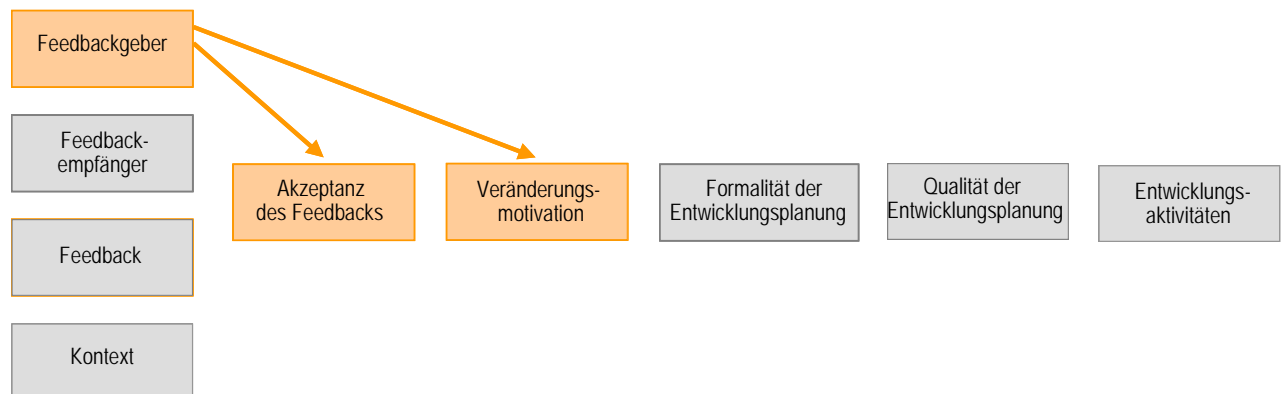 Feedbackgeber
Feedback-
empfänger
Feedback
Kontext
Akzeptanz
des Feedbacks
Veränderungs-
motivation
Formalität der
Entwicklungsplanung
Qualität der
Entwicklungsplanung
Entwicklungs-
aktivitäten